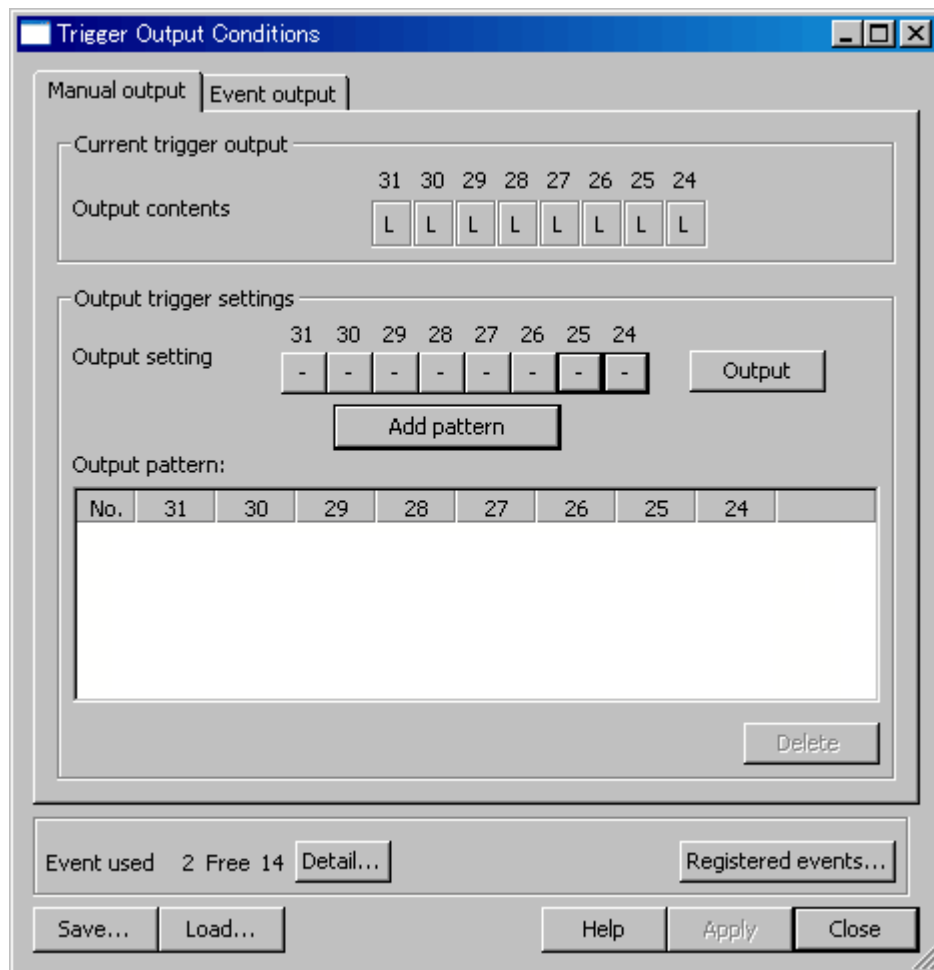 Trigger Output Conditions
Manual output Event output
Current trigger output
31 30 29 28 27 26 25 24
Output contents L L L L L L L L
Output trigger settings
31 30 29 28 27 26 25 24
Output setting - - - - - - - - Output
Add pattern
Output pattern:
No. 31 30 29 28 27 26 25 24
Delete
Event used 2 Free 14 Detail... Registered events...
Save... Load... Help Apply Close